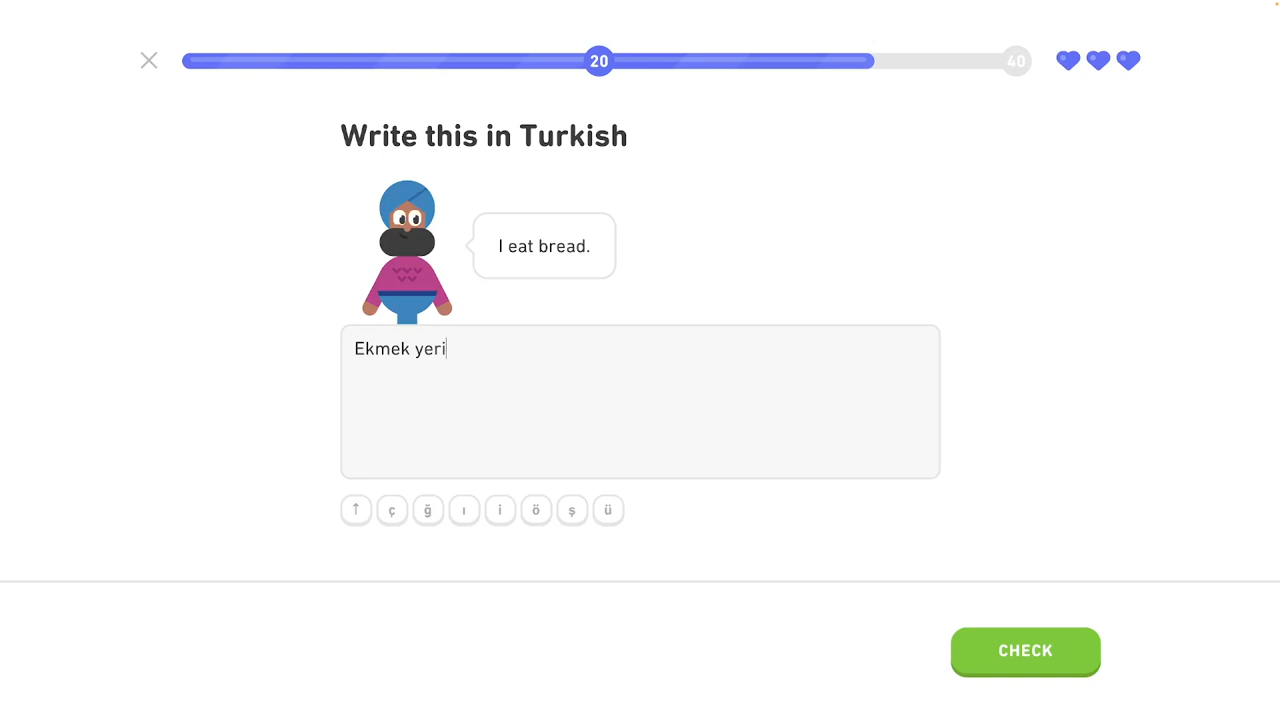 20
40
Write this in Turkish
I eat bread.
Ekmek yeri
↑ ç ğ ı i ö ş ü
CHECK